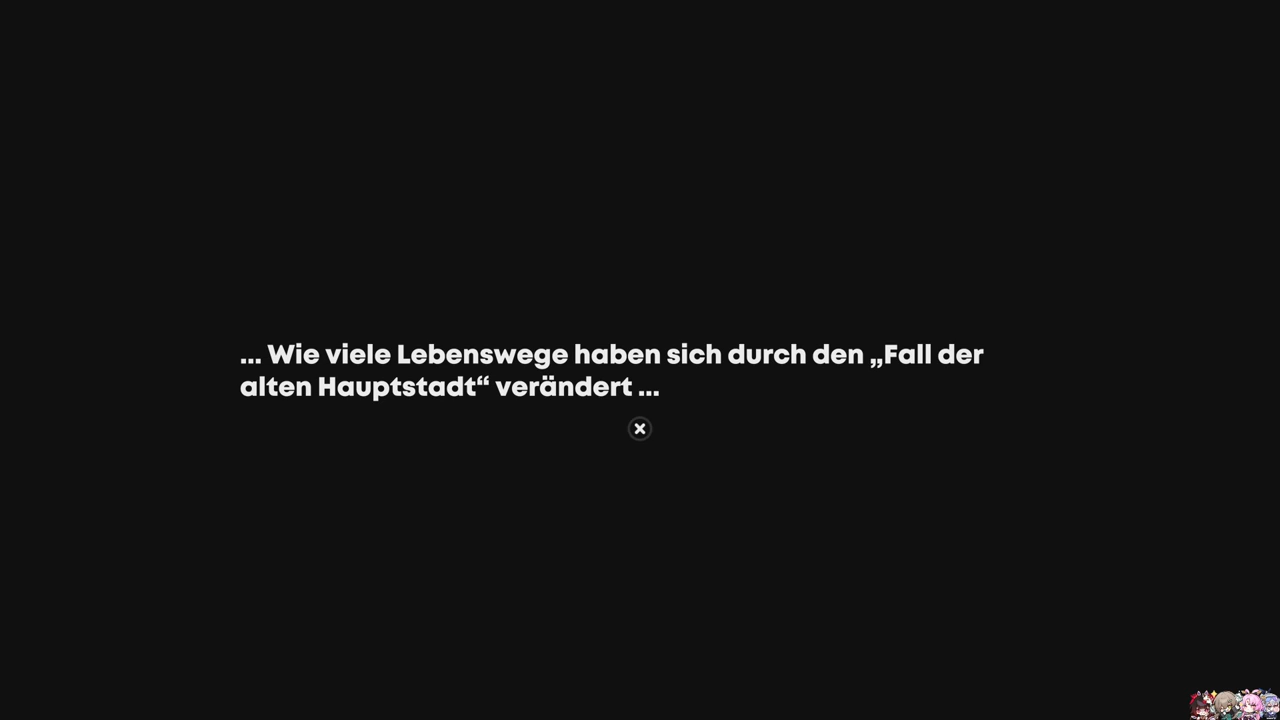 ... Wie viele Lebenswege haben sich durch den „Fall der
alten Hauptstadt“ verändert ...